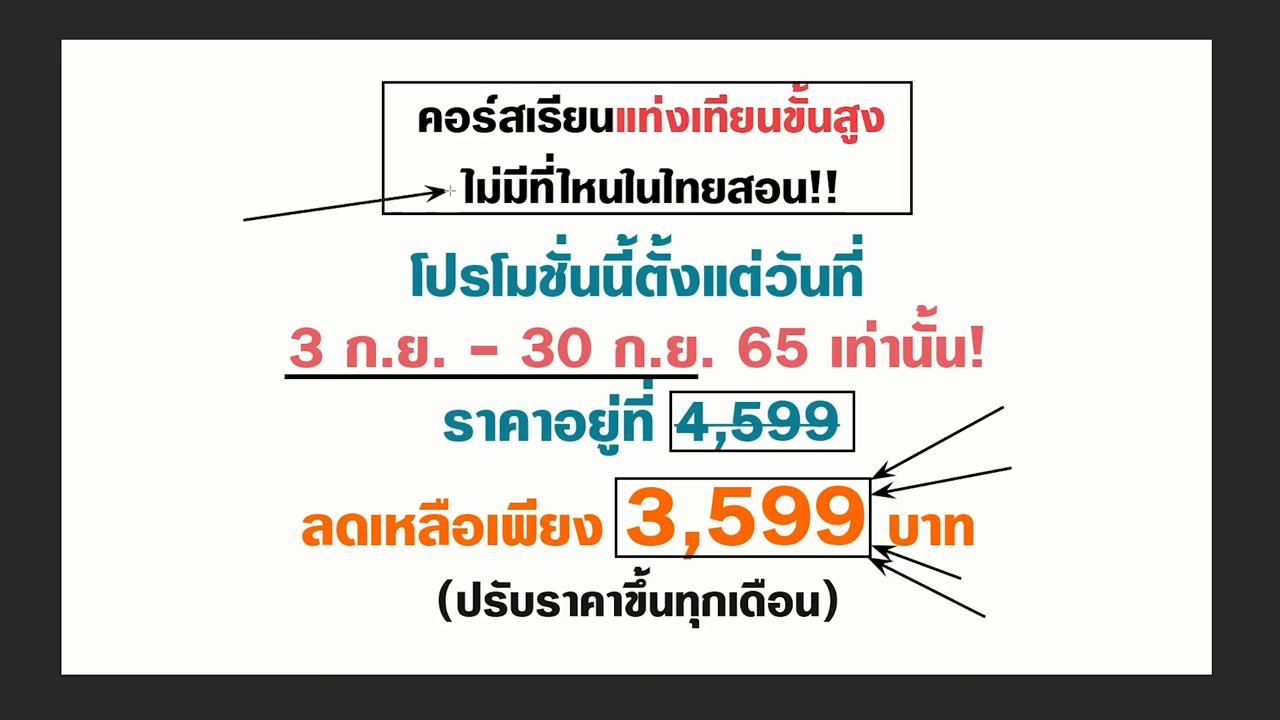 คอร์สเรียนแท่งเทียนขั้นสูง
ไม่มีที่ไหนในไทยสอน!!
โปรโมชั่นนี้ตั้งแต่วันที่
3 ก.ย. - 30 ก.ย. 65 เท่านั้น!
ราคาอยู่ที่ 4,599
ลดเหลือเพียง 3,599 บาท
(ปรับราคาขึ้นทุกเดือน)